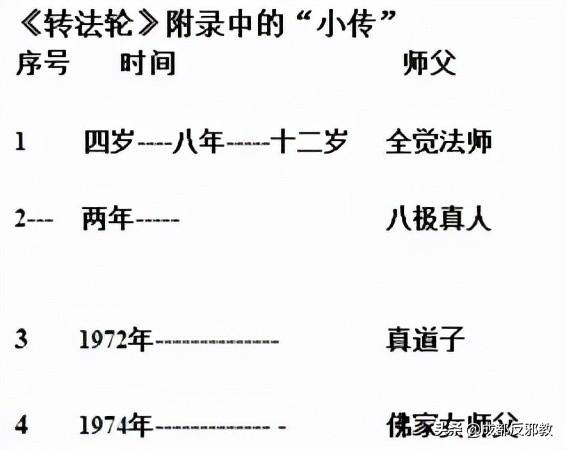 《转法轮》附录中的“小传”
序号 时间 师父
1 四岁----八年-----十二岁 全觉法师
2--- 两年----- 八极真人
3 1972年-------------- 真道子
4 1974年------------- - 佛家女师父
头条 @成都反邪教